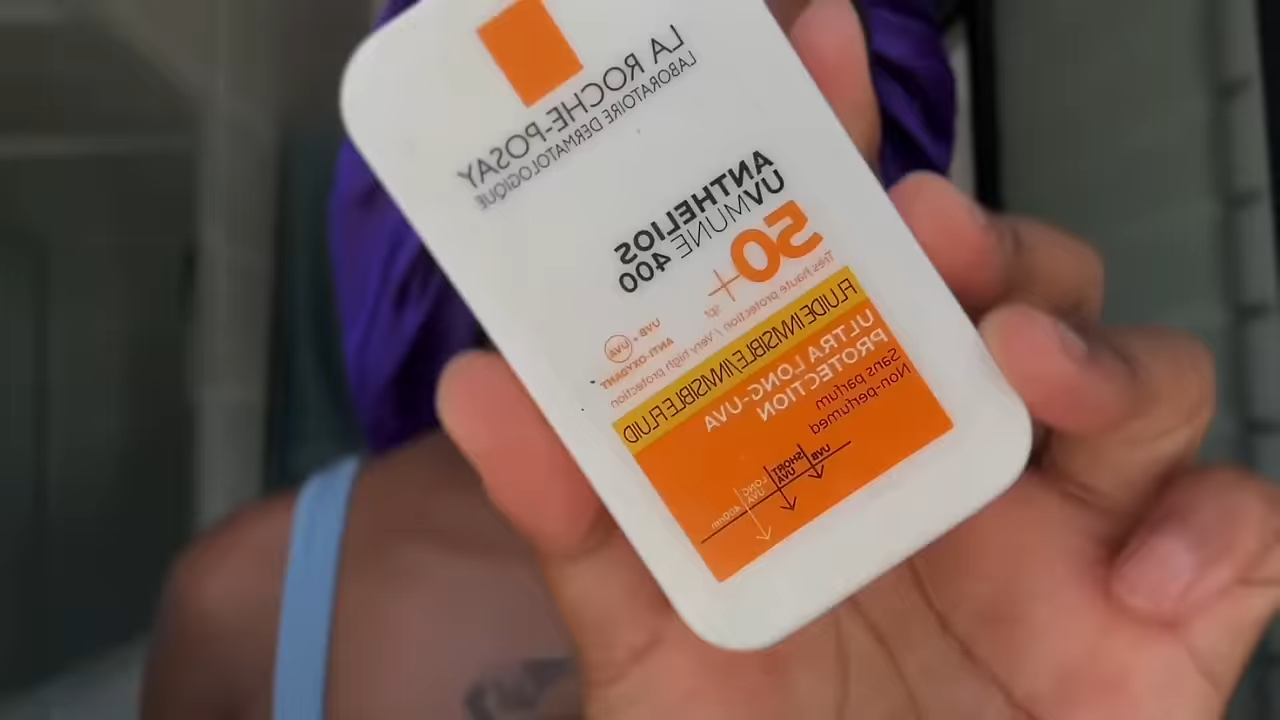 LA ROCHE-POSAY
LABORATOIRE DERMATOLOGIQUE
ANTHELIOS
UVMUNE 400
50+
spf
Très haute protection / Very high protection
UVB + UVA
ANTI-OXYDANT
FLUIDE INVISIBLE/INVISIBLE FLUID
ULTRA LONG-UVA
PROTECTION
Sans parfum
Non-perfumed
UVB
SHORT
UVA
LONG
UVA
400nm